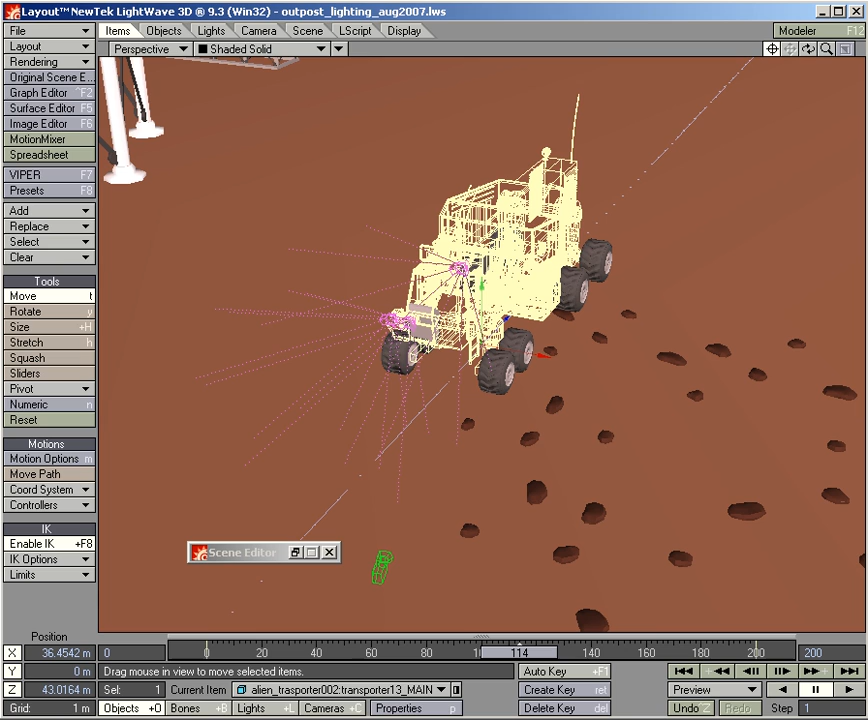 Layout™ NewTek LightWave 3D ® 9.3 (Win32) - outpost_lighting_aug2007.lws
File Items Objects Lights Camera Scene LScript Display Modeler F12
Layout Perspective Shaded Solid
Rendering
Original Scene E...
Graph Editor ^F2
Surface Editor F5
Image Editor F6
MotionMixer
Spreadsheet
VIPER F7
Presets F8
Add
Replace
Select
Clear
Tools
Move t
Rotate y
Size +H
Stretch h
Squash
Sliders
Pivot
Numeric n
Reset
Motions
Motion Options m
Move Path
Coord System
Controllers
IK
Enable IK +F8
IK Options
Limits
Scene Editor
Position
X 36.4542 m 0 0 20 40 60 80 100 114 140 160 180 200 200
Y 0 m Drag mouse in view to move selected items. Auto Key +F1
Z 43.0164 m Sel: 1 Current Item alien_trasporter002:transporter13_MAIN Create Key ret Preview
Grid: 1 m Objects +O Bones +B Lights +L Cameras +C Properties p Delete Key del Undo ^Z Redo Step 1